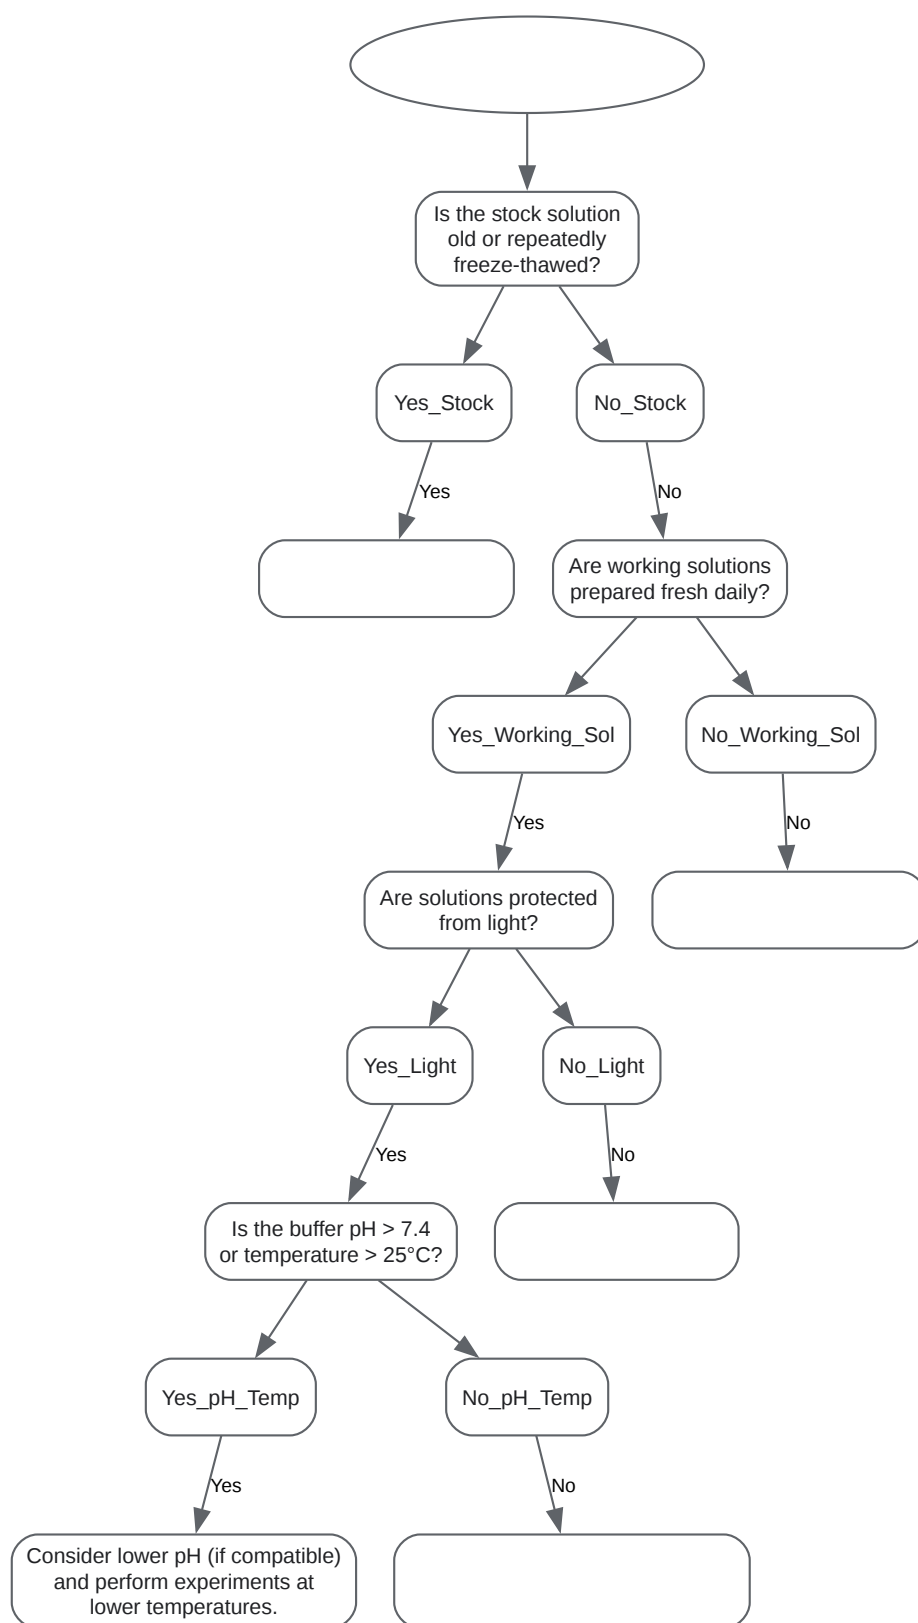 Is the stock solution
old or repeatedly
freeze-thawed?
Yes_Stock
No_Stock
Yes
No
Are working solutions
prepared fresh daily?
Yes_Working_Sol
No_Working_Sol
Yes
No
Are solutions protected
from light?
Yes_Light
No_Light
Yes
No
Is the buffer pH > 7.4
or temperature > 25°C?
Yes_pH_Temp
No_pH_Temp
Yes
No
Consider lower pH (if compatible)
and perform experiments at
lower temperatures.